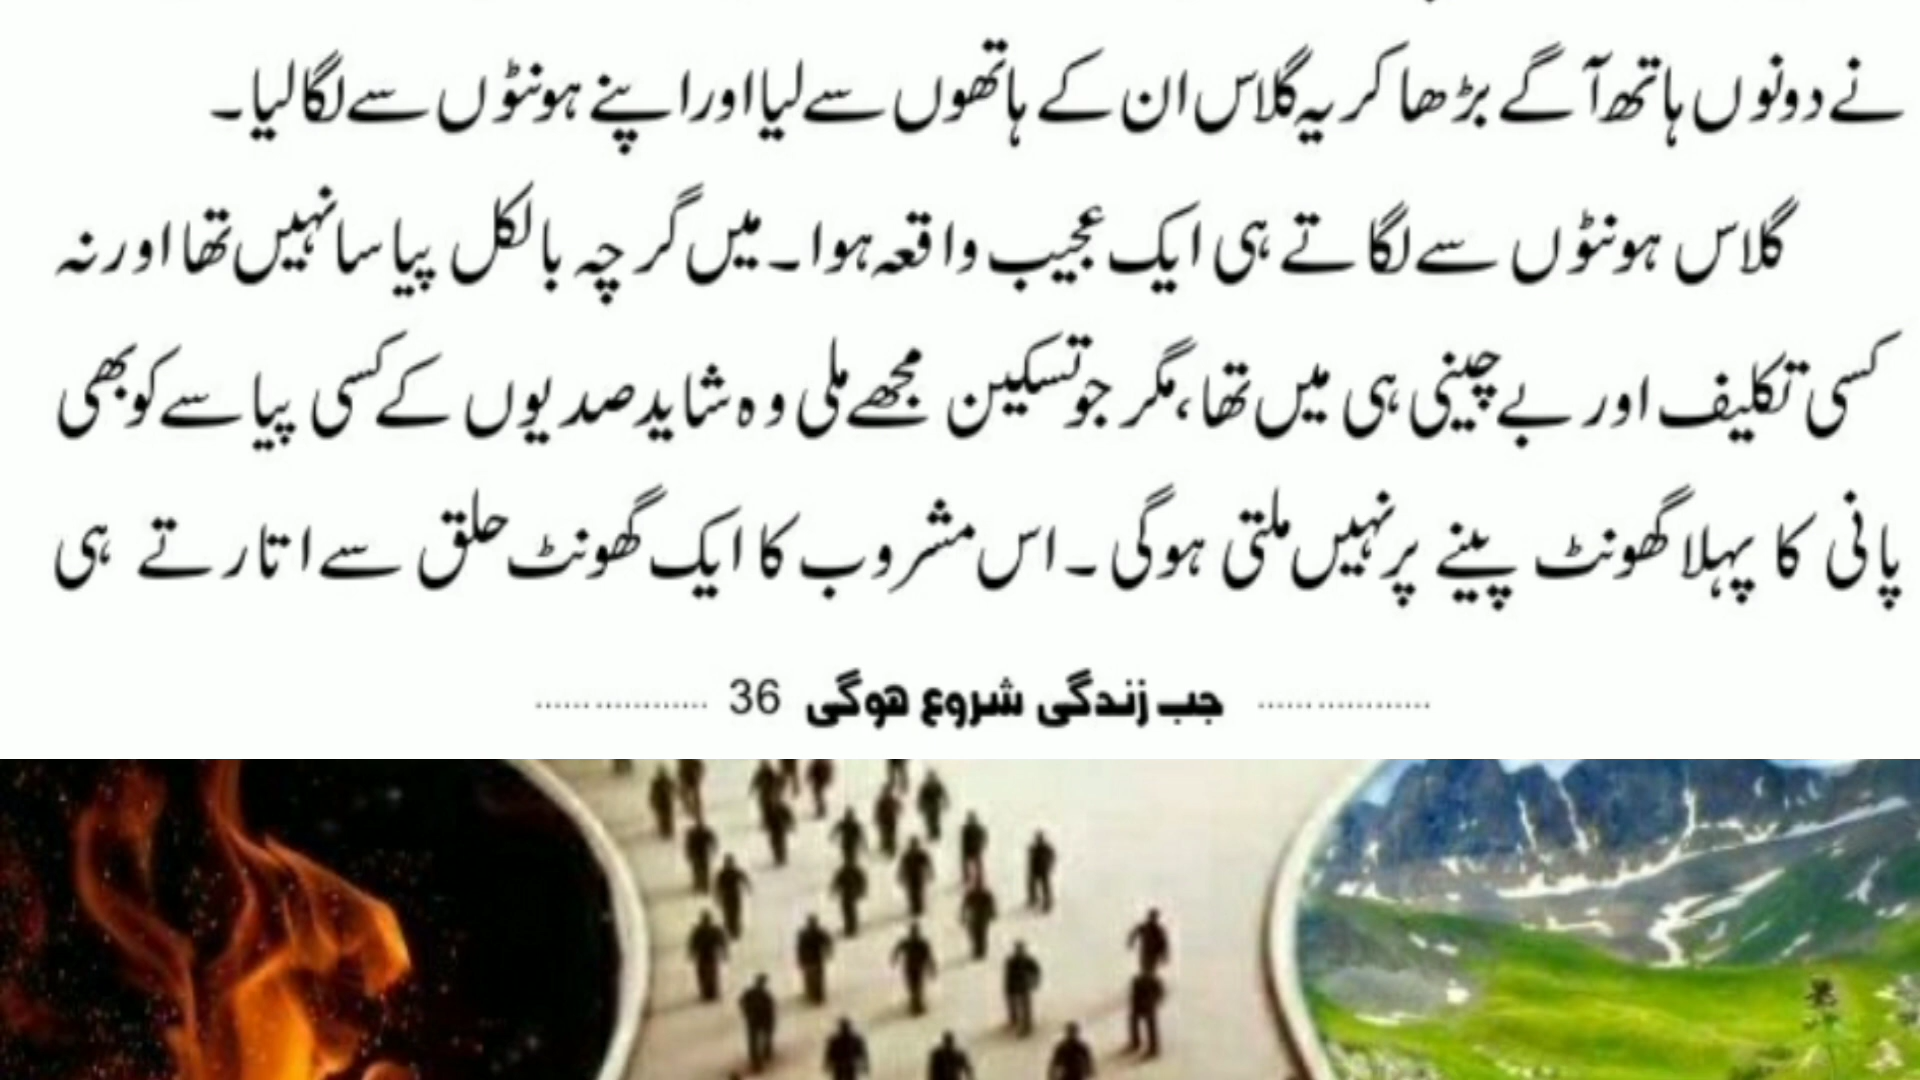 نے دونوں ہاتھ آگے بڑھا کر یہ گلاس ان کے ہاتھوں سے لیا اور اپنے ہونٹوں سے لگا لیا۔
گلاس ہونٹوں سے لگاتے ہی ایک عجیب واقعہ ہوا۔ میں گرچہ بالکل پیاسا نہیں تھا اور نہ
کسی تکلیف اور بے چینی ہی میں تھا، مگر جو تسکین مجھے ملی وہ شاید صدیوں کے کسی پیاسے کو بھی
پانی کا پہلا گھونٹ پینے پر نہیں ملتی ہوگی۔ اس مشروب کا ایک گھونٹ حلق سے اتارتے ہی
.................. جب زندگی شروع ہوگی 36 ..................